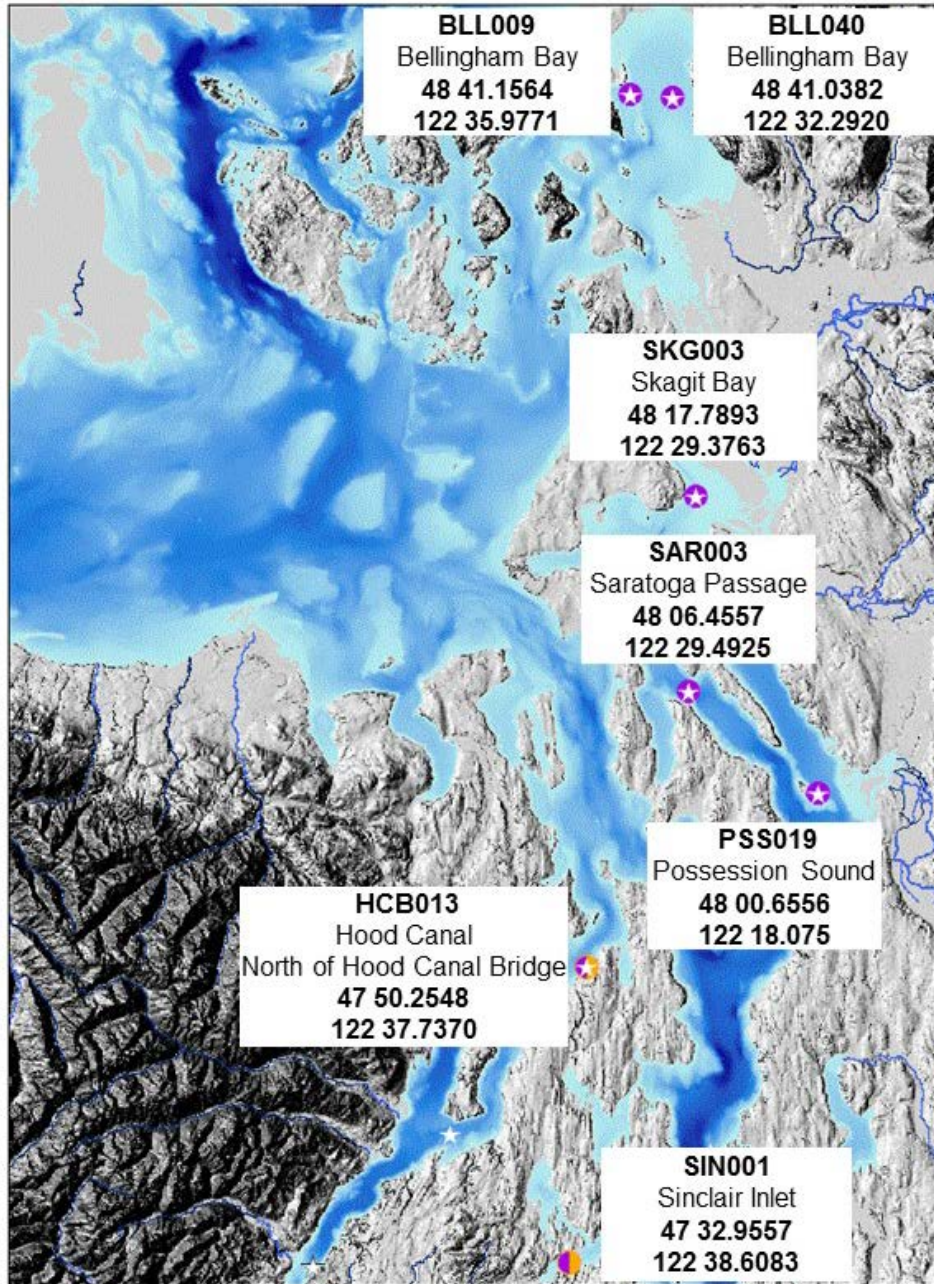 BLL009
Bellingham Bay
48 41.1564
122 35.9771
BLL040
Bellingham Bay
48 41.0382
122 32.2920
SKG003
Skagit Bay
48 17.7893
122 29.3763
SAR003
Saratoga Passage
48 06.4557
122 29.4925
PSS019
Possession Sound
48 00.6556
122 18.075
HCB013
Hood Canal
North of Hood Canal Bridge
47 50.2548
122 37.7370
SIN001
Sinclair Inlet
47 32.9557
122 38.6083